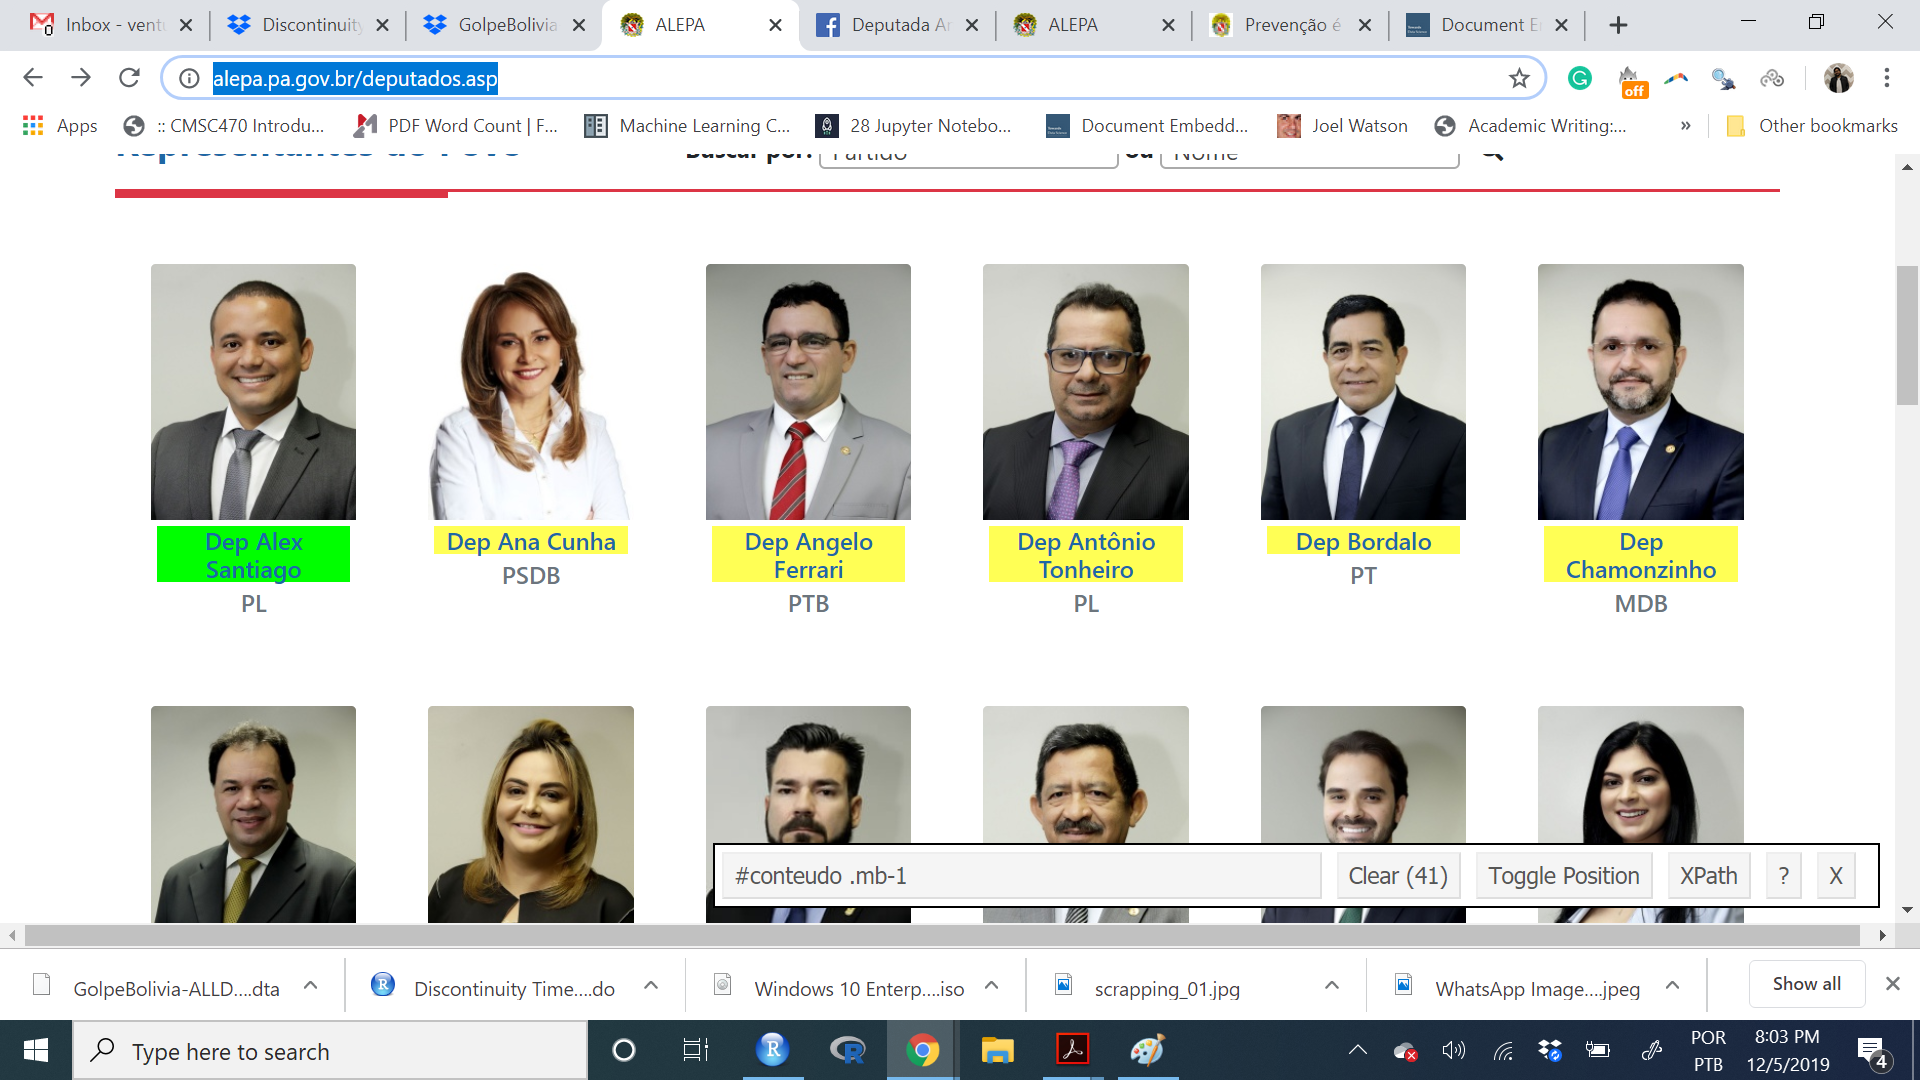 Inbox - vent
Discontinuity
GolpeBolivia
ALEPA
Deputada Ar
ALEPA
Prevenção é
Document E
alepa.pa.gov.br/deputados.asp
off
Apps
:: CMSC470 Introdu...
PDF Word Count | F...
Machine Learning C...
28 Jupyter Notebo...
Document Embedd...
Joel Watson
Academic Writing:...
»
Other bookmarks
Representantes do Povo
Buscar por: Partido ou Nome
Dep Alex
Santiago
PL
Dep Ana Cunha
PSDB
Dep Angelo
Ferrari
PTB
Dep Antônio
Tonheiro
PL
Dep Bordalo
PT
Dep
Chamonzinho
MDB
#conteudo .mb-1
Clear (41)
Toggle Position
XPath
?
X
GolpeBolivia-ALLD....dta
Discontinuity Time....do
Windows 10 Enterp....iso
scrapping_01.jpg
WhatsApp Image....jpeg
Show all
Type here to search
POR
PTB
8:03 PM
12/5/2019
4